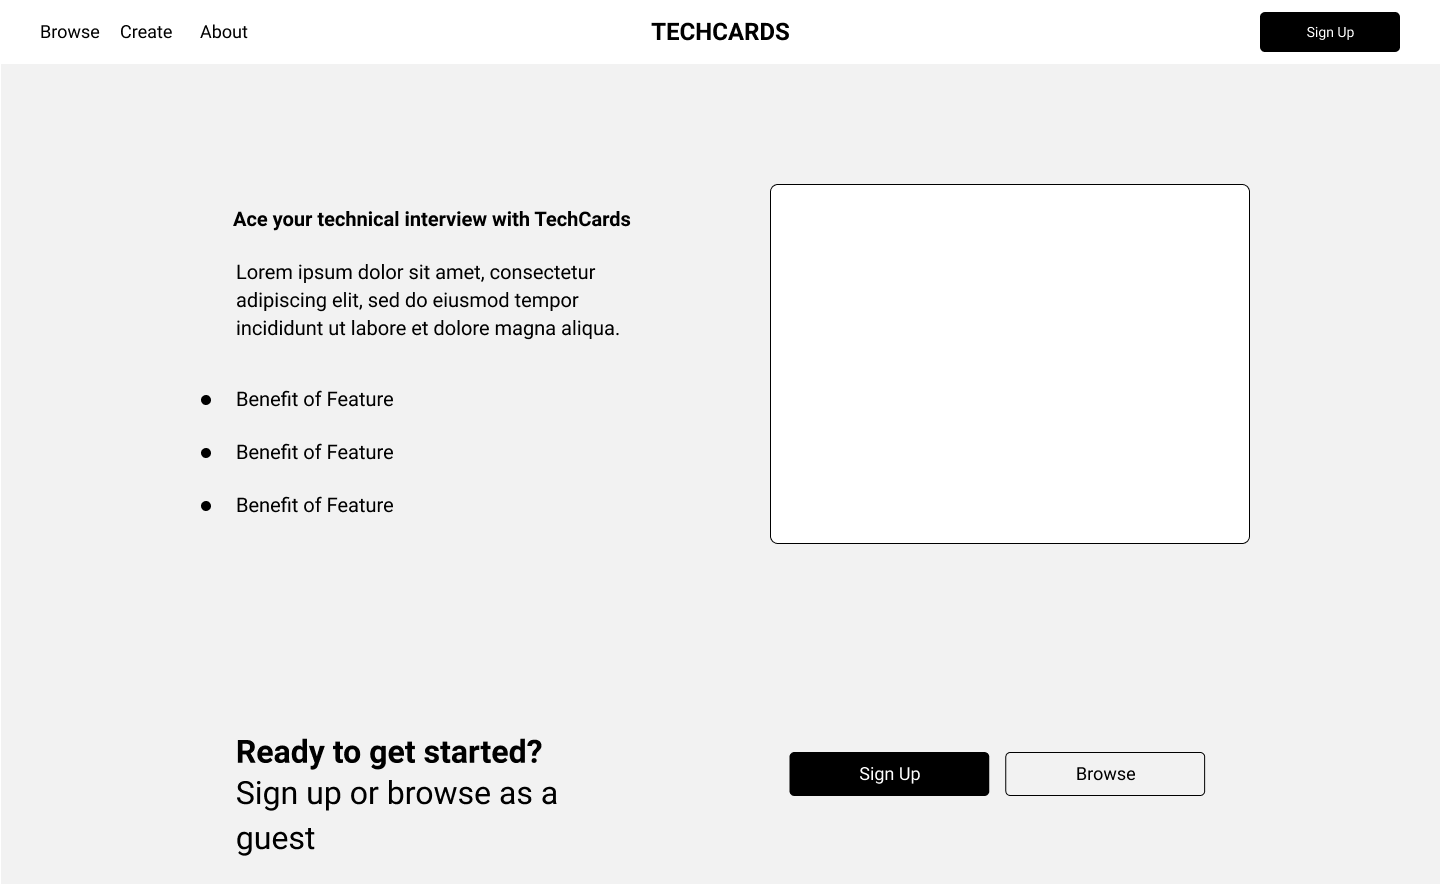 Browse Create About TECHCARDS Sign Up
Ace your technical interview with TechCards
Lorem ipsum dolor sit amet, consectetur
adipiscing elit, sed do eiusmod tempor
incididunt ut labore et dolore magna aliqua.
Benefit of Feature
Benefit of Feature
Benefit of Feature
Ready to get started?
Sign up or browse as a
guest
Sign Up Browse